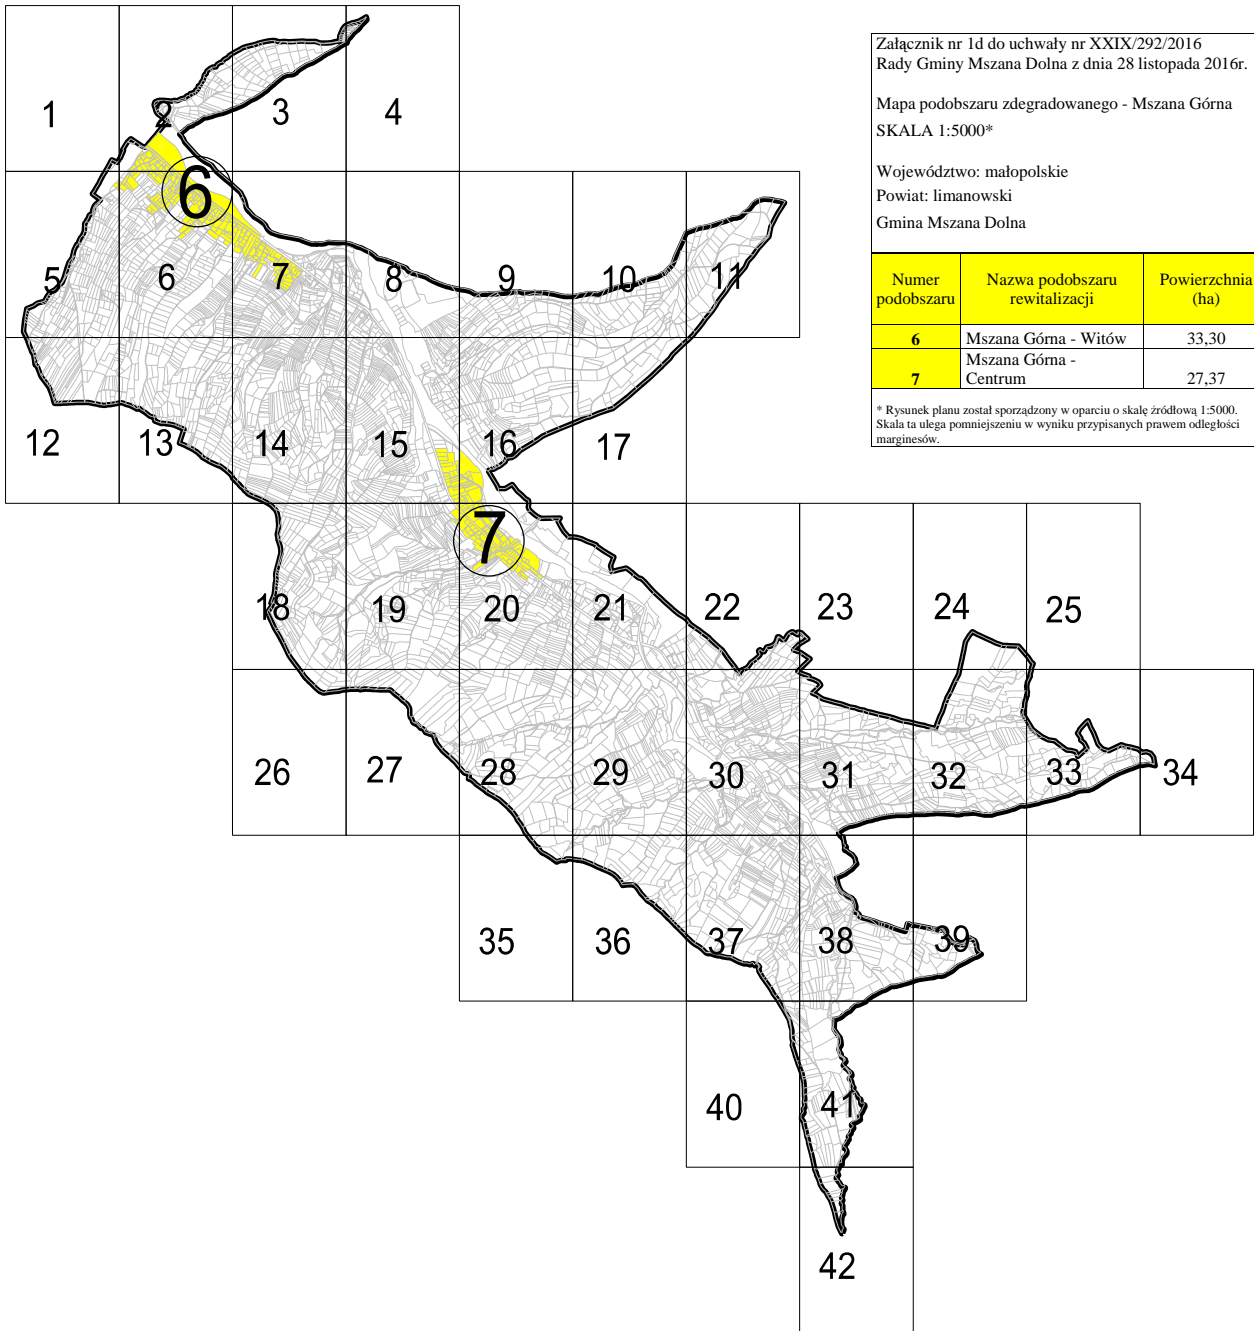 Załącznik nr 1d do uchwały nr XXIX/292/2016
Rady Gminy Mszana Dolna z dnia 28 listopada 2016r.
Mapa podobszaru zdegradowanego - Mszana Górna
SKALA 1:5000*
Województwo: małopolskie
Powiat: limanowski
Gmina Mszana Dolna
Numer podobszaru
Nazwa podobszaru rewitalizacji
Powierzchnia (ha)
6 Mszana Górna - Witów 33,30
7 Mszana Górna - Centrum 27,37
* Rysunek planu został sporządzony w oparciu o skalę źródłową 1:5000.
Skala ta ulega pomniejszeniu w wyniku przypisanych prawem odległości
marginesów.
1 2 3 4
6
5 6 7 8 9 10 11
12 13 14 15 16 17
7
18 19 20 21 22 23 24 25
26 27 28 29 30 31 32 33 34
35 36 37 38 39
40 41
42